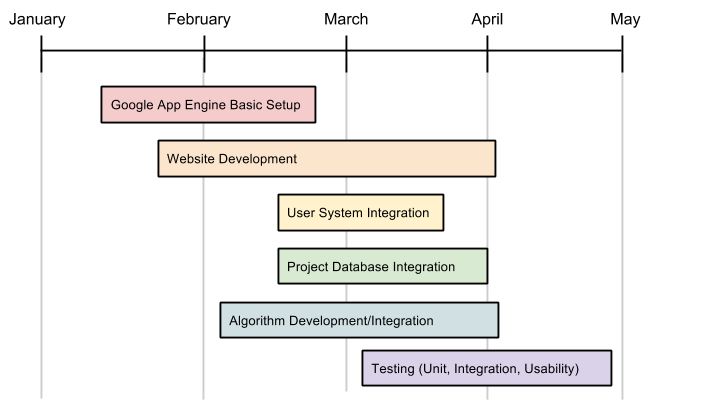 January February March April May
Google App Engine Basic Setup
Website Development
User System Integration
Project Database Integration
Algorithm Development/Integration
Testing (Unit, Integration, Usability)